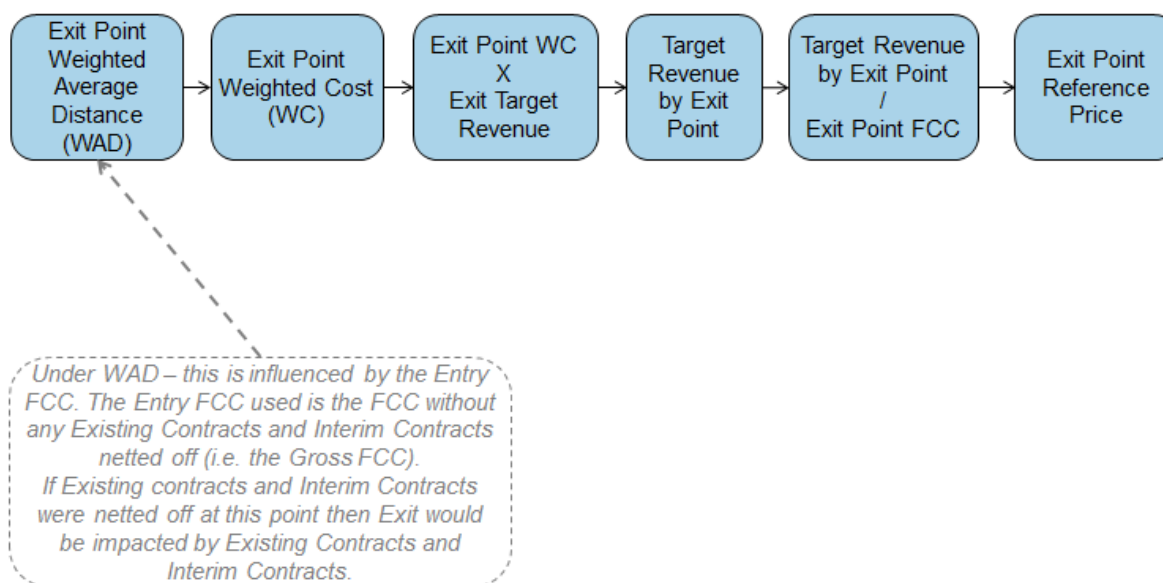 Exit Point
Weighted
Average
Distance
(WAD)
Exit Point
Weighted Cost
(WC)
Exit Point WC
X
Exit Target
Revenue
Target
Revenue
by Exit
Point
Target Revenue
by Exit Point
/
Exit Point FCC
Exit Point
Reference
Price
Under WAD – this is influenced by the Entry
FCC. The Entry FCC used is the FCC without
any Existing Contracts and Interim Contracts
netted off (i.e. the Gross FCC).
If Existing contracts and Interim Contracts
were netted off at this point then Exit would
be impacted by Existing Contracts and
Interim Contracts.